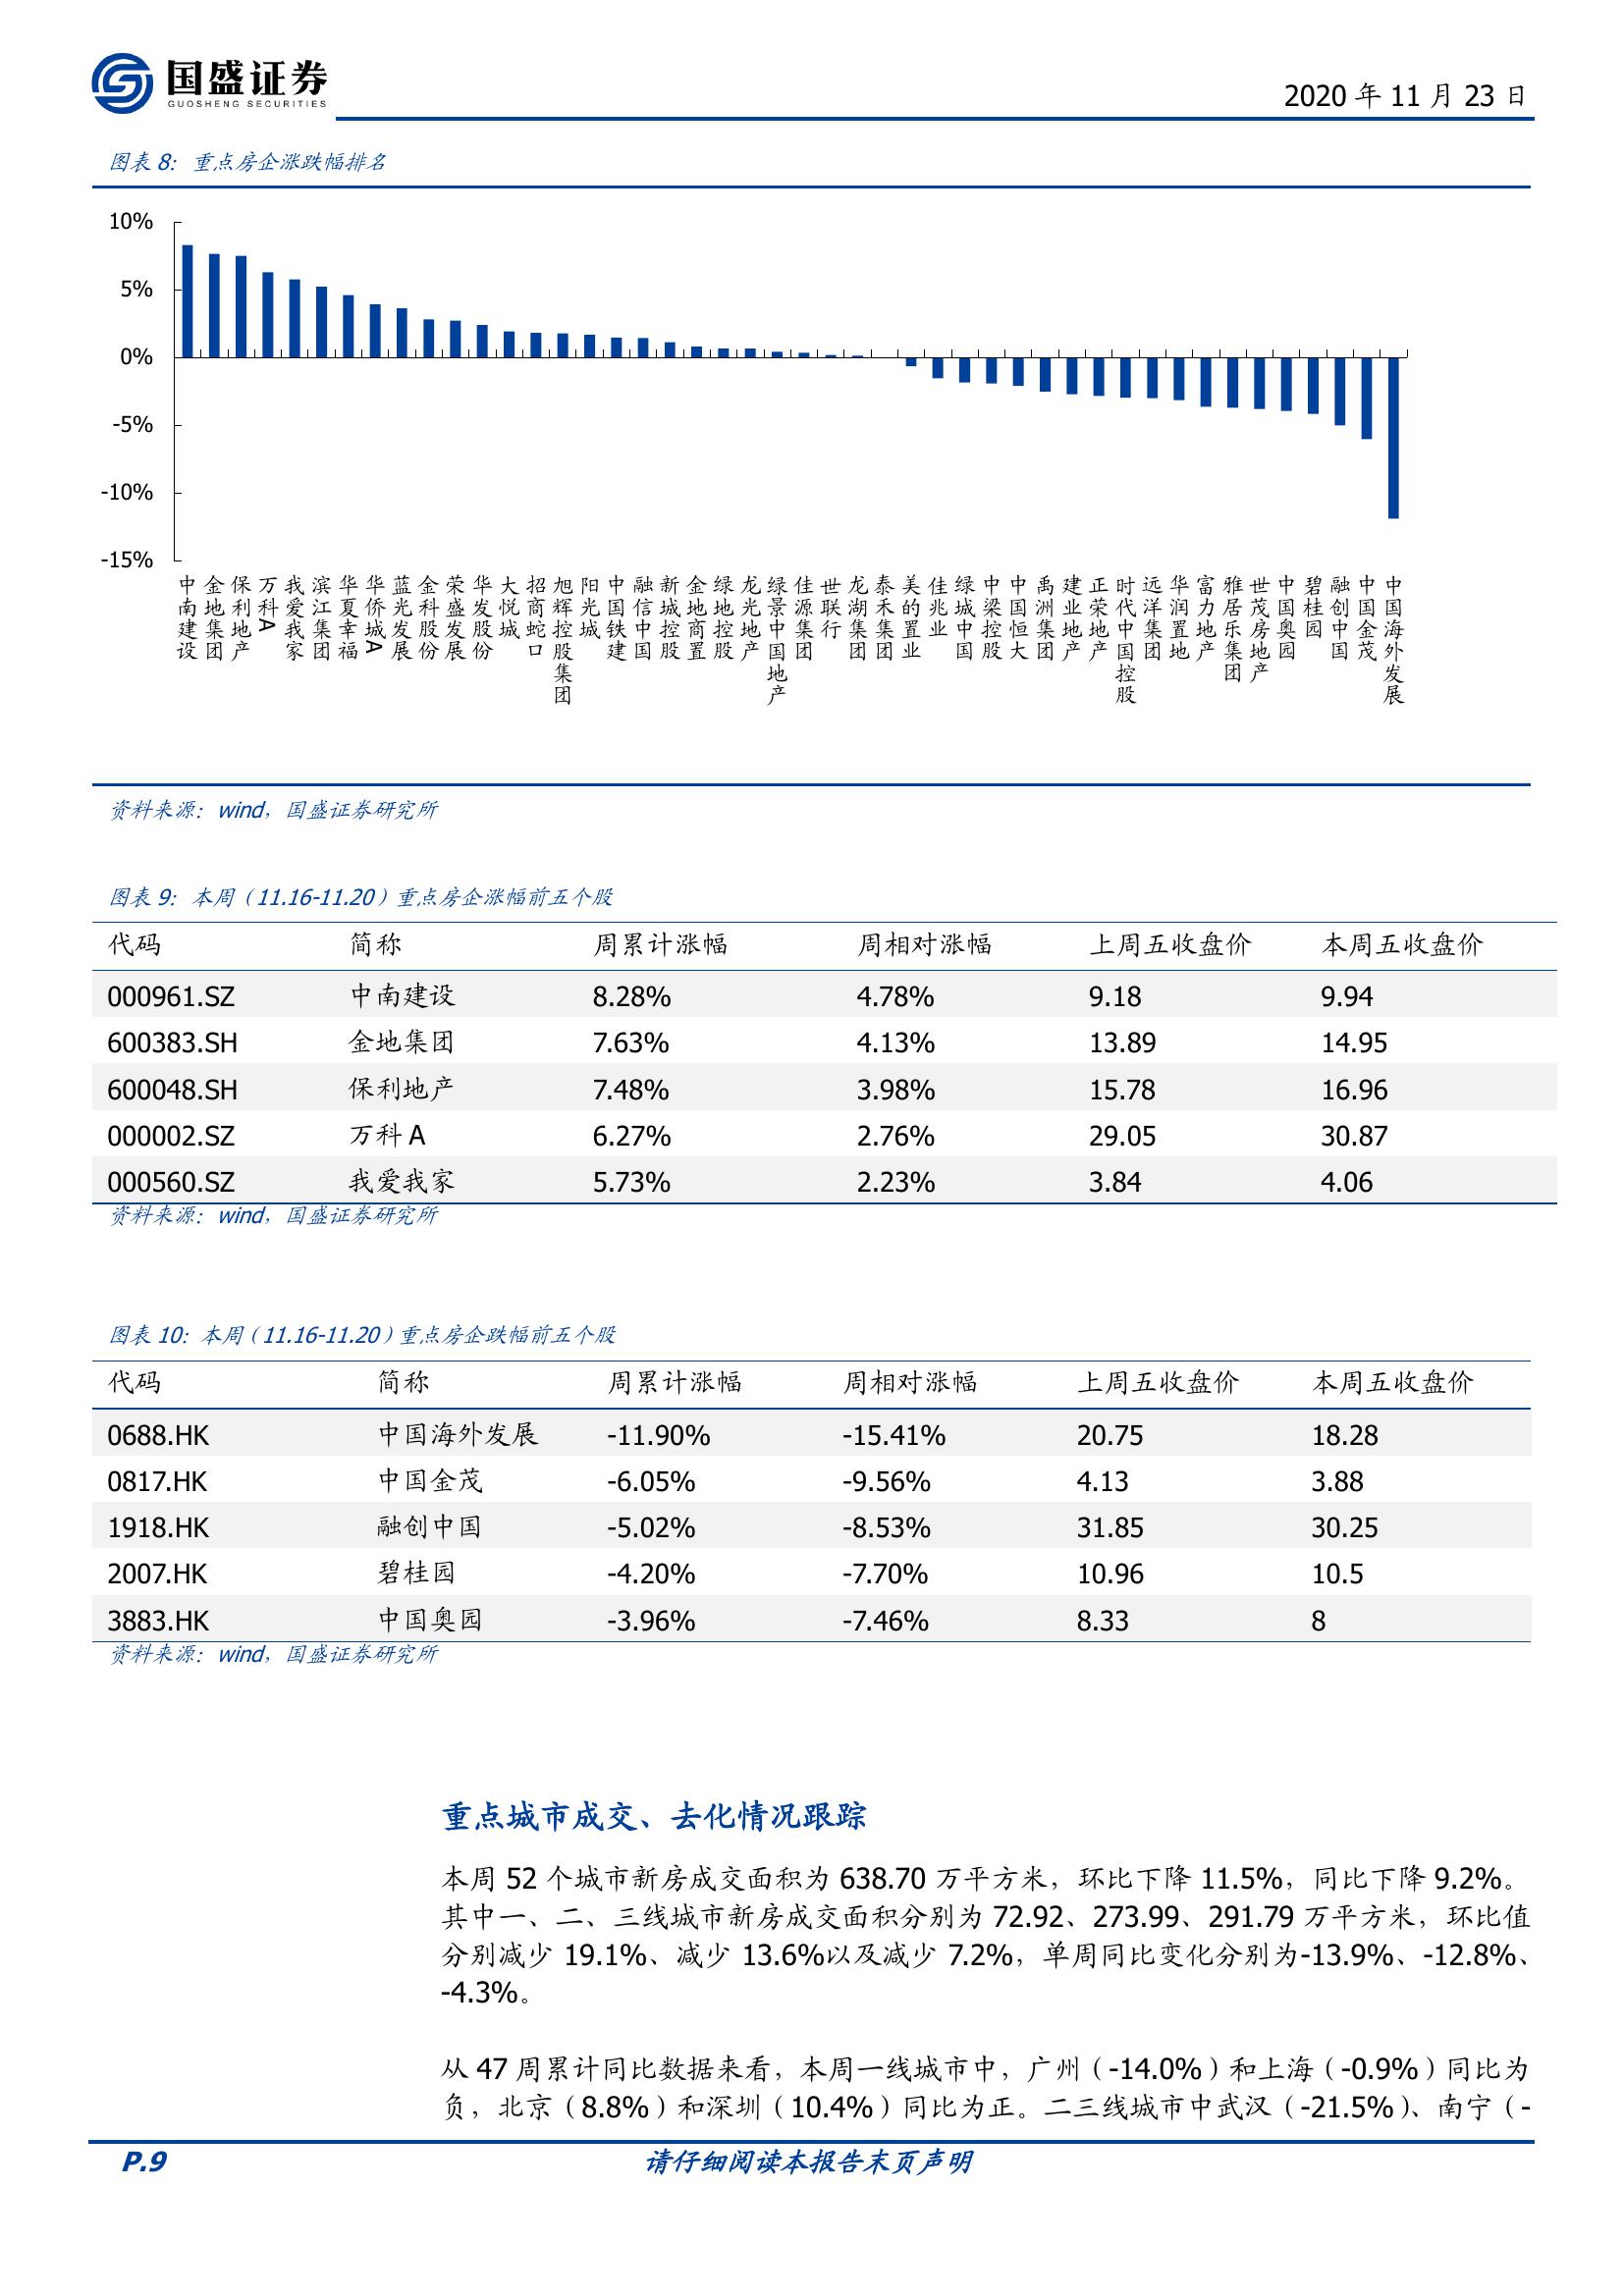 国盛证券
GUOSHENG SECURITIES
2020 年 11 月 23 日
图表 8：重点房企涨跌幅排名
10%
5%
0%
-5%
-10%
-15%
中南建设
金地集团
保利地产
万科A
我爱我家
滨江集团
华夏幸福
华侨城A
蓝光发展
金科股份
荣盛发展
华发股份
大悦城
招商蛇口
旭辉控股集团
阳光城
中国铁建
融信中国
新城控股
金地商置
绿地控股
龙光地产
绿景中国地产
佳源集团
世联行
龙湖集团
泰禾集团
美的置业
佳兆业
绿城中国
中梁控股
中国恒大
禹洲集团
建业地产
正荣地产
时代中国控股
远洋集团
华润置地
富力地产
雅居乐集团
世茂房地产
中国奥园
碧桂园
融创中国
中国金茂
中国海外发展
资料来源：wind，国盛证券研究所
图表 9：本周（11.16-11.20）重点房企涨幅前五个股
代码 简称 周累计涨幅 周相对涨幅 上周五收盘价 本周五收盘价
000961.SZ 中南建设 8.28% 4.78% 9.18 9.94
600383.SH 金地集团 7.63% 4.13% 13.89 14.95
600048.SH 保利地产 7.48% 3.98% 15.78 16.96
000002.SZ 万科 A 6.27% 2.76% 29.05 30.87
000560.SZ 我爱我家 5.73% 2.23% 3.84 4.06
资料来源：wind，国盛证券研究所
图表 10：本周（11.16-11.20）重点房企跌幅前五个股
代码 简称 周累计涨幅 周相对涨幅 上周五收盘价 本周五收盘价
0688.HK 中国海外发展 -11.90% -15.41% 20.75 18.28
0817.HK 中国金茂 -6.05% -9.56% 4.13 3.88
1918.HK 融创中国 -5.02% -8.53% 31.85 30.25
2007.HK 碧桂园 -4.20% -7.70% 10.96 10.5
3883.HK 中国奥园 -3.96% -7.46% 8.33 8
资料来源：wind，国盛证券研究所
重点城市成交、去化情况跟踪
本周 52 个城市新房成交面积为 638.70 万平方米，环比下降 11.5%，同比下降 9.2%。
其中一、二、三线城市新房成交面积分别为 72.92、273.99、291.79 万平方米，环比值
分别减少 19.1%、减少 13.6%以及减少 7.2%，单周同比变化分别为-13.9%、-12.8%、
-4.3%。
从 47 周累计同比数据来看，本周一线城市中，广州（-14.0%）和上海（-0.9%）同比为
负，北京（8.8%）和深圳（10.4%）同比为正。二三线城市中武汉（-21.5%）、南宁（-
P.9 请仔细阅读本报告末页声明